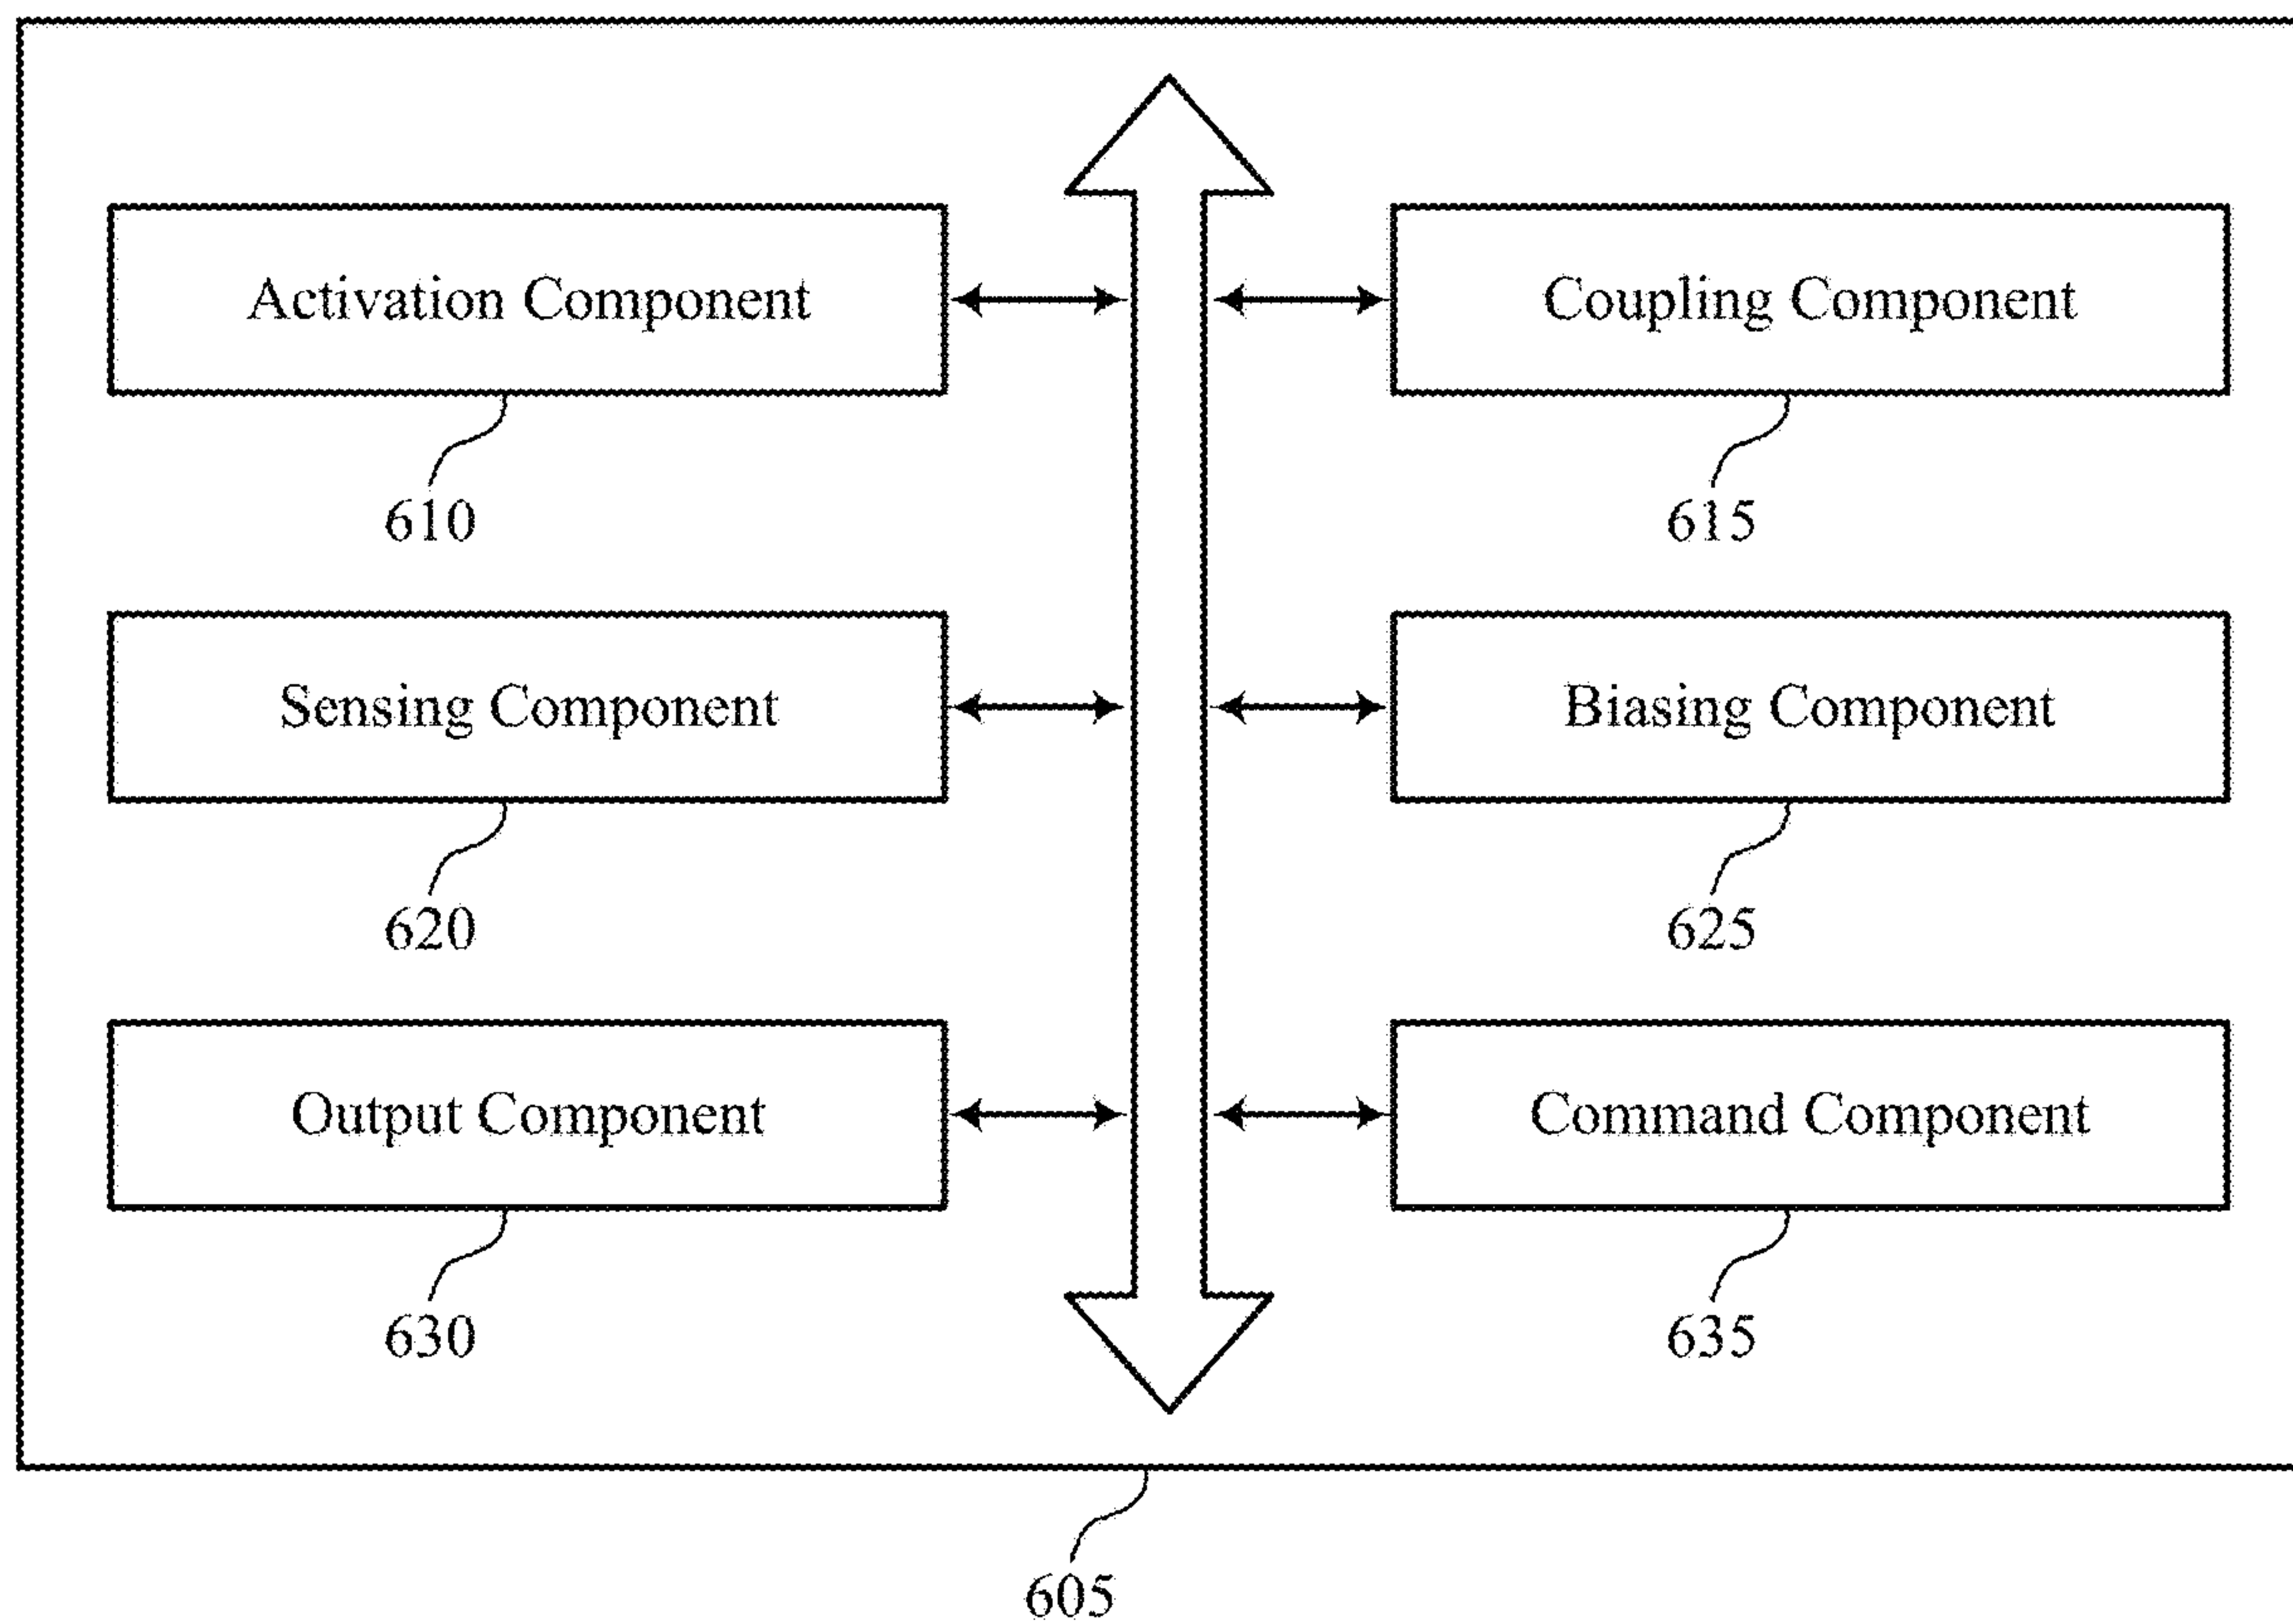 Activation Component
Coupling Component
610
615
Sensing Component
Biasing Component
620
625
Output Component
Command Component
630
635
605